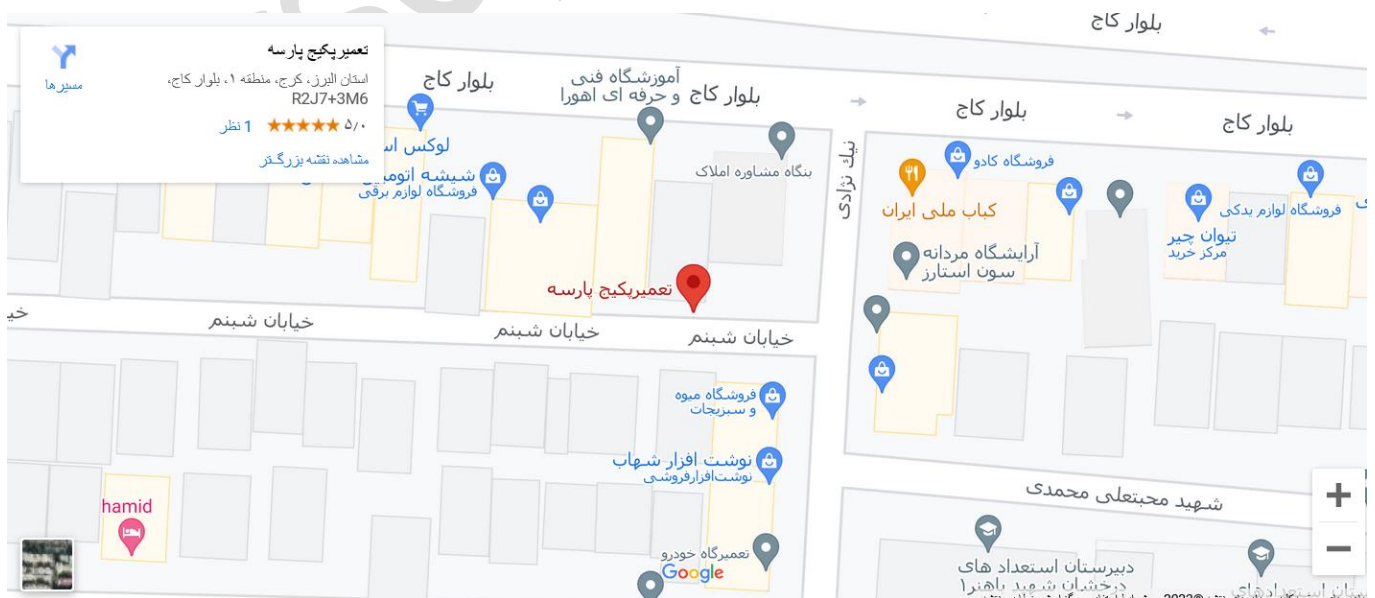 تعمیرپکیج پارسه
استان البرز، کرج، منطقه ۱، بلوار کاج،
R2J7+3M6
۵/۰ ★★★★★ 1 نظر
مشاهده نقشه بزرگ‌تر
مسیرها
بلوار کاج
بلوار کاج
آموزشگاه فنی
و حرفه ای اهورا
بلوار کاج
بلوار کاج
بلوار کاج
لوکس
شیشه
فروشگاه لوازم برقی
بنگاه مشاوره املاک
نیك نژادی
فروشگاه کادو
کباب ملی ایران
آرایشگاه مردانه
سون استارز
تیوان چیر
مرکز خرید
فروشگاه لوازم یدکی
تعمیرپکیج پارسه
خیابان شبنم
خیابان شبنم
خیابان شبنم
فروشگاه میوه
و سبزیجات
نوشت افزار شهاب
نوشت‌افزارفروشی
hamid
تعمیرگاه خودرو
Google
شهید محبتعلی محمدی
دبیرستان استعداد های
درخشان شهید باهنر۱
+
−